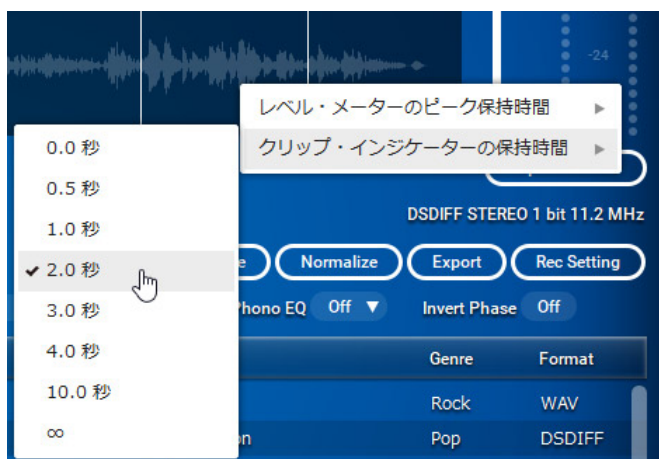 -24
レベル・メーターのピーク保持時間 ▶
クリップ・インジケーターの保持時間 ▶
0.0 秒
0.5 秒
1.0 秒
✔ 2.0 秒
3.0 秒
4.0 秒
10.0 秒
∞
DSDIFF STEREO 1 bit 11.2 MHz
Normalize Export Rec Setting
Phono EQ Off ▼ Invert Phase Off
Genre Format
Rock WAV
Pop DSDIFF